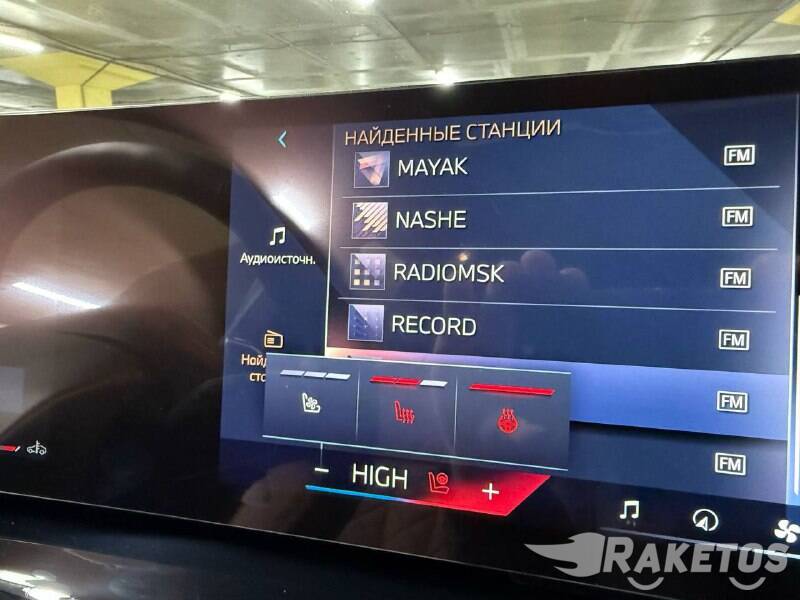 НАЙДЕННЫЕ СТАНЦИИ
MAYAK FM
NASHE FM
Аудиоисточн.
RADIOMSK FM
RECORD FM
FM
FM
− HIGH +
RAKETOS